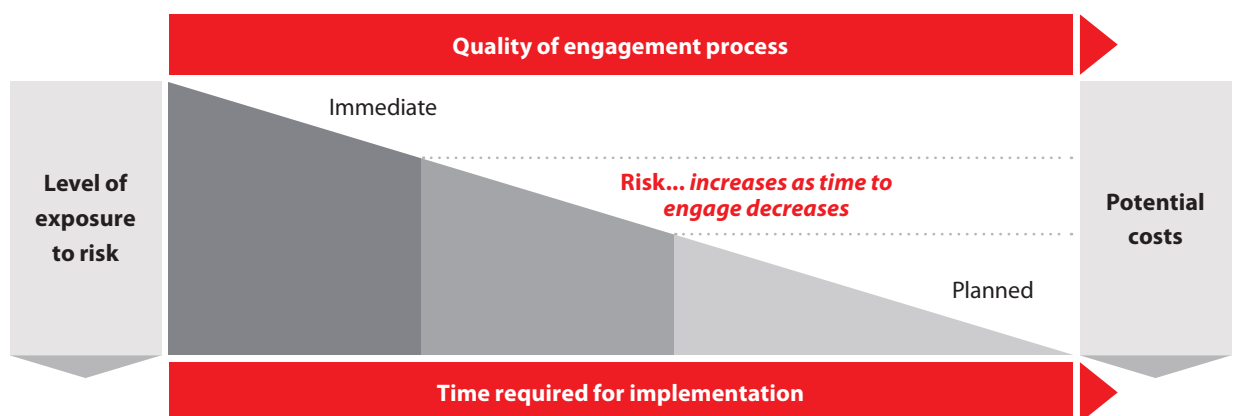 Quality of engagement process
Immediate
Level of
exposure
to risk
Risk... increases as time to
engage decreases
Potential
costs
Planned
Time required for implementation